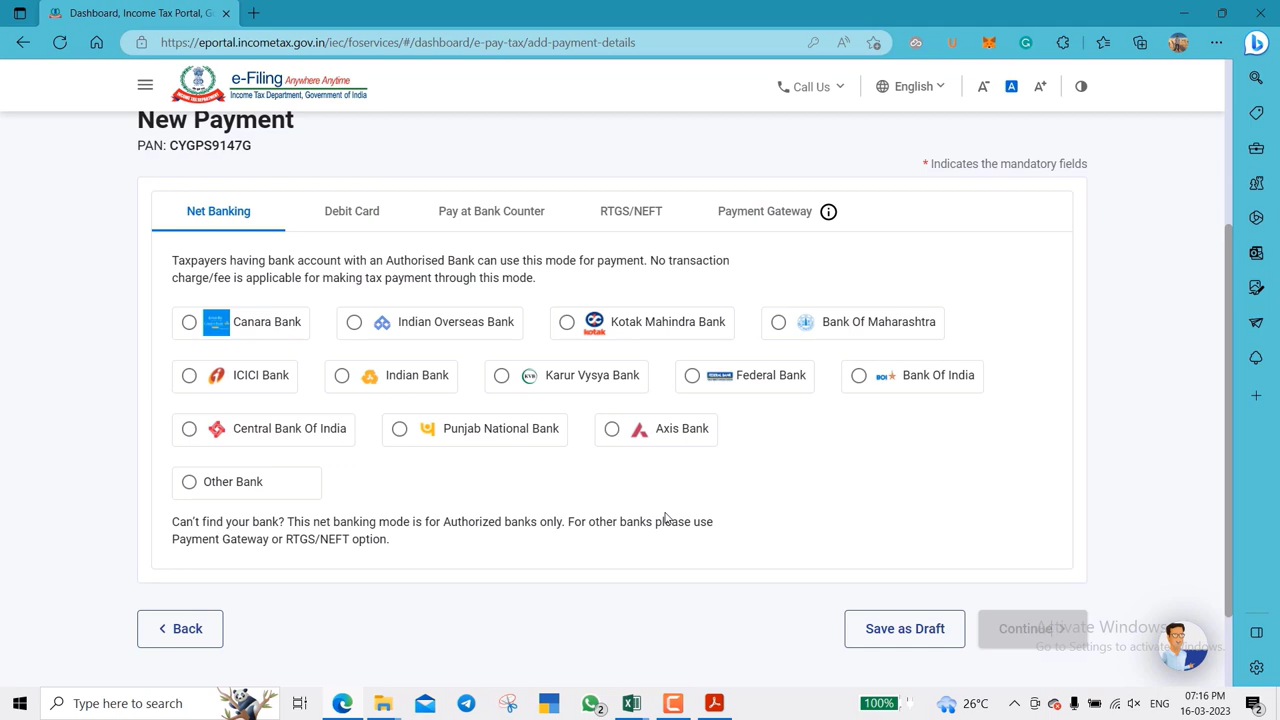 Dashboard, Income Tax Portal, Go
https://eportal.incometax.gov.in/iec/foservices/#/dashboard/e-pay-tax/add-payment-details
e-Filing Anywhere Anytime
Income Tax Department, Government of India
Call Us
English
A-
A
A+
New Payment
PAN: CYGPS9147G
* Indicates the mandatory fields
Net Banking
Debit Card
Pay at Bank Counter
RTGS/NEFT
Payment Gateway
Taxpayers having bank account with an Authorised Bank can use this mode for payment. No transaction
charge/fee is applicable for making tax payment through this mode.
Canara Bank
Indian Overseas Bank
kotak
Kotak Mahindra Bank
Bank Of Maharashtra
ICICI Bank
Indian Bank
KVB
Karur Vysya Bank
Federal Bank
BOI
Bank Of India
Central Bank Of India
Punjab National Bank
Axis Bank
Other Bank
Can't find your bank? This net banking mode is for Authorized banks only. For other banks please use
Payment Gateway or RTGS/NEFT option.
Back
Save as Draft
Continue
Activate Windows
Go to Settings to activate Windows.
Type here to search
2
100%
26°C
ENG
07:16 PM
16-03-2023
2